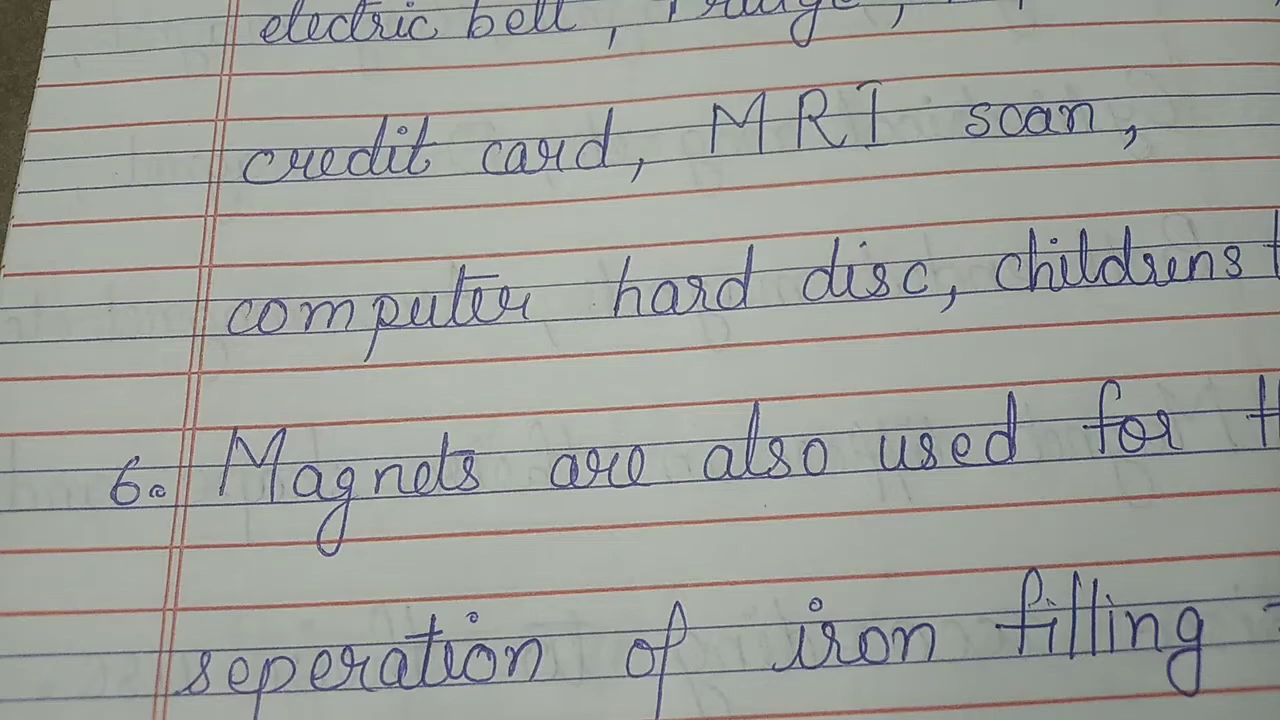 electric bell,
credit card, MRI scan,
computer hard disc, childrens
6. Magnets are also used for
seperation of iron filling